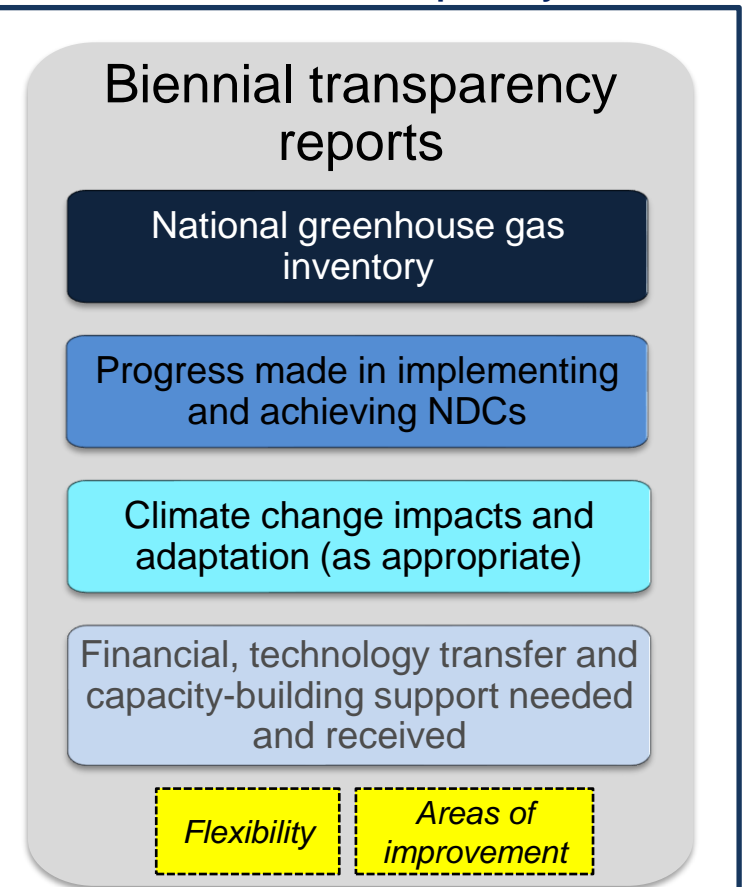 Biennial transparency
reports
National greenhouse gas
inventory
Progress made in implementing
and achieving NDCs
Climate change impacts and
adaptation (as appropriate)
Financial, technology transfer and
capacity-building support needed
and received
Flexibility
Areas of
improvement